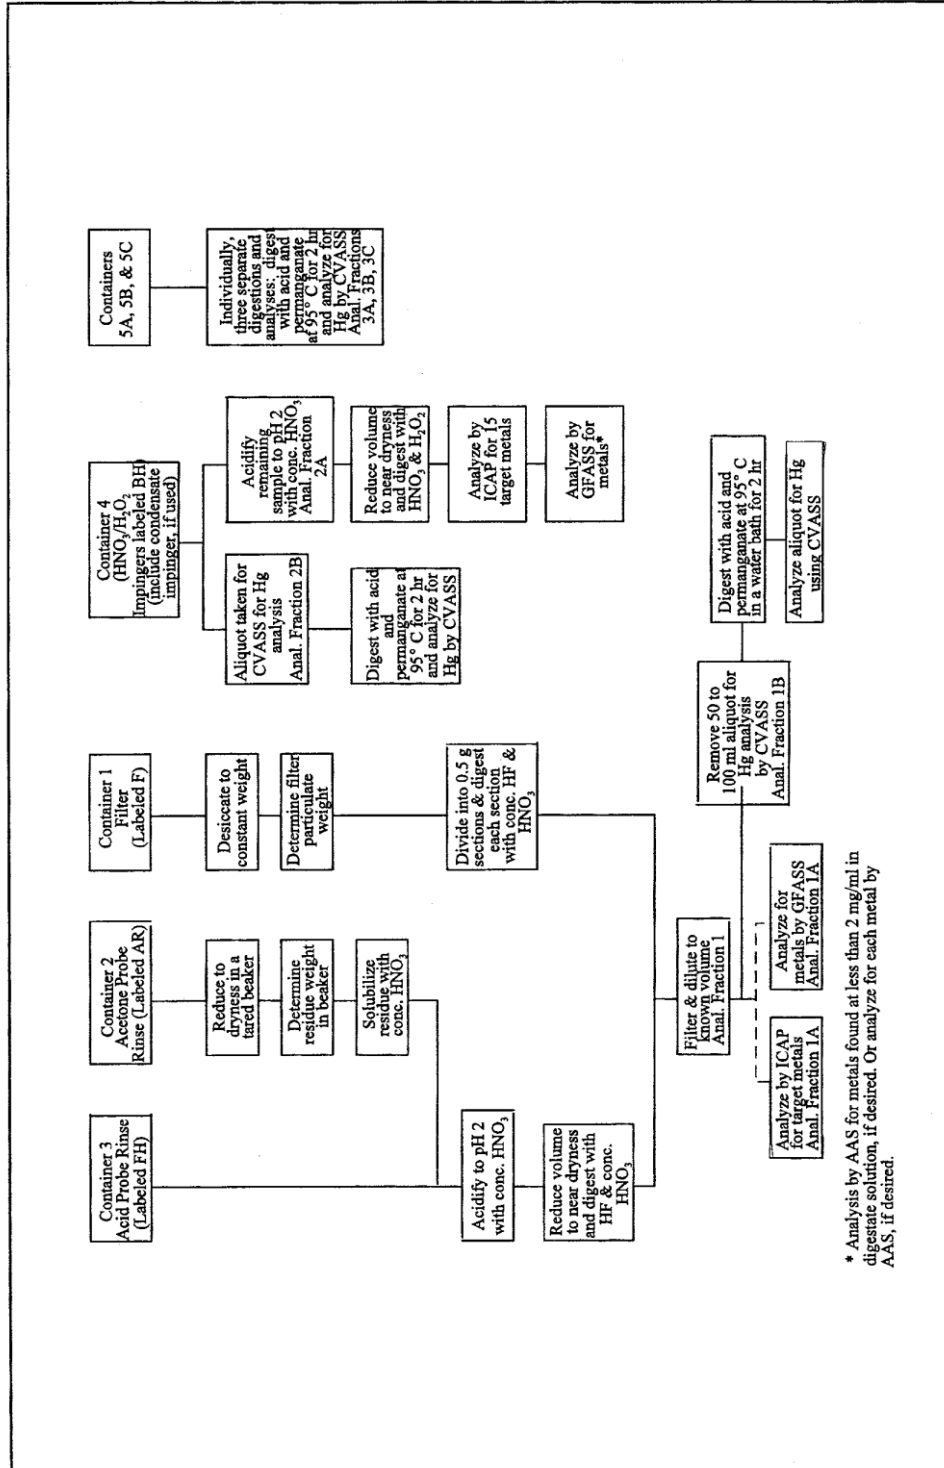 Container 3
Acid Probe Rinse
(Labeled FH)
Acidify to pH 2
with conc. HNO3
Reduce volume
to near dryness
and digest with
HF & conc.
HNO3
Container 2
Acetone Probe
Rinse (Labeled AR)
Reduce to
dryness in a
tared beaker
Determine
residue weight
in beaker
Solubilize
residue with
conc. HNO3
Container 1
Filter
(Labeled F)
Desiccate to
constant weight
Determine filter
particulate
weight
Divide into 0.5 g
sections & digest
each section
with conc. HF &
HNO3
Filter & dilute to
known volume
Anal. Fraction 1
Analyze by ICAP
for target metals
Anal. Fraction 1A
Analyze for
metals by GFASS
Anal. Fraction 1A
Remove 50 to
100 ml aliquot for
Hg analysis
by CVASS
Anal. Fraction 1B
Digest with acid and
permanganate at 95° C
in a water bath for 2 hr
Analyze aliquot for Hg
using CVASS
Container 4
(HNO3/H2O2
Impingers labeled BH)
(include condensate
impinger, if used)
Aliquot taken for
CVASS for Hg
analysis
Anal. Fraction 2B
Digest with acid
and
permanganate at
95° C for 2 hr
and analyze for
Hg by CVASS
Acidify
remaining
sample to pH 2
with conc. HNO3
Anal. Fraction
2A
Reduce volume
to near dryness
and digest with
HNO3 & H2O2
Analyze by
ICAP for 15
target metals
Analyze by
GFASS for
metals*
Containers
5A, 5B, & 5C
Individually,
three separate
digestions and
analyses: digest
with acid and
permanganate
at 95° C for 2 hr
and analyze for
Hg by CVASS
Anal. Fractions
3A, 3B, 3C
* Analysis by AAS for metals found at less than 2 mg/ml in
digestate solution, if desired. Or analyze for each metal by
AAS, if desired.